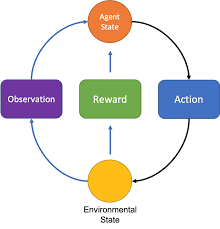 Agent
State
Observation
Reward
Action
Environmental
State